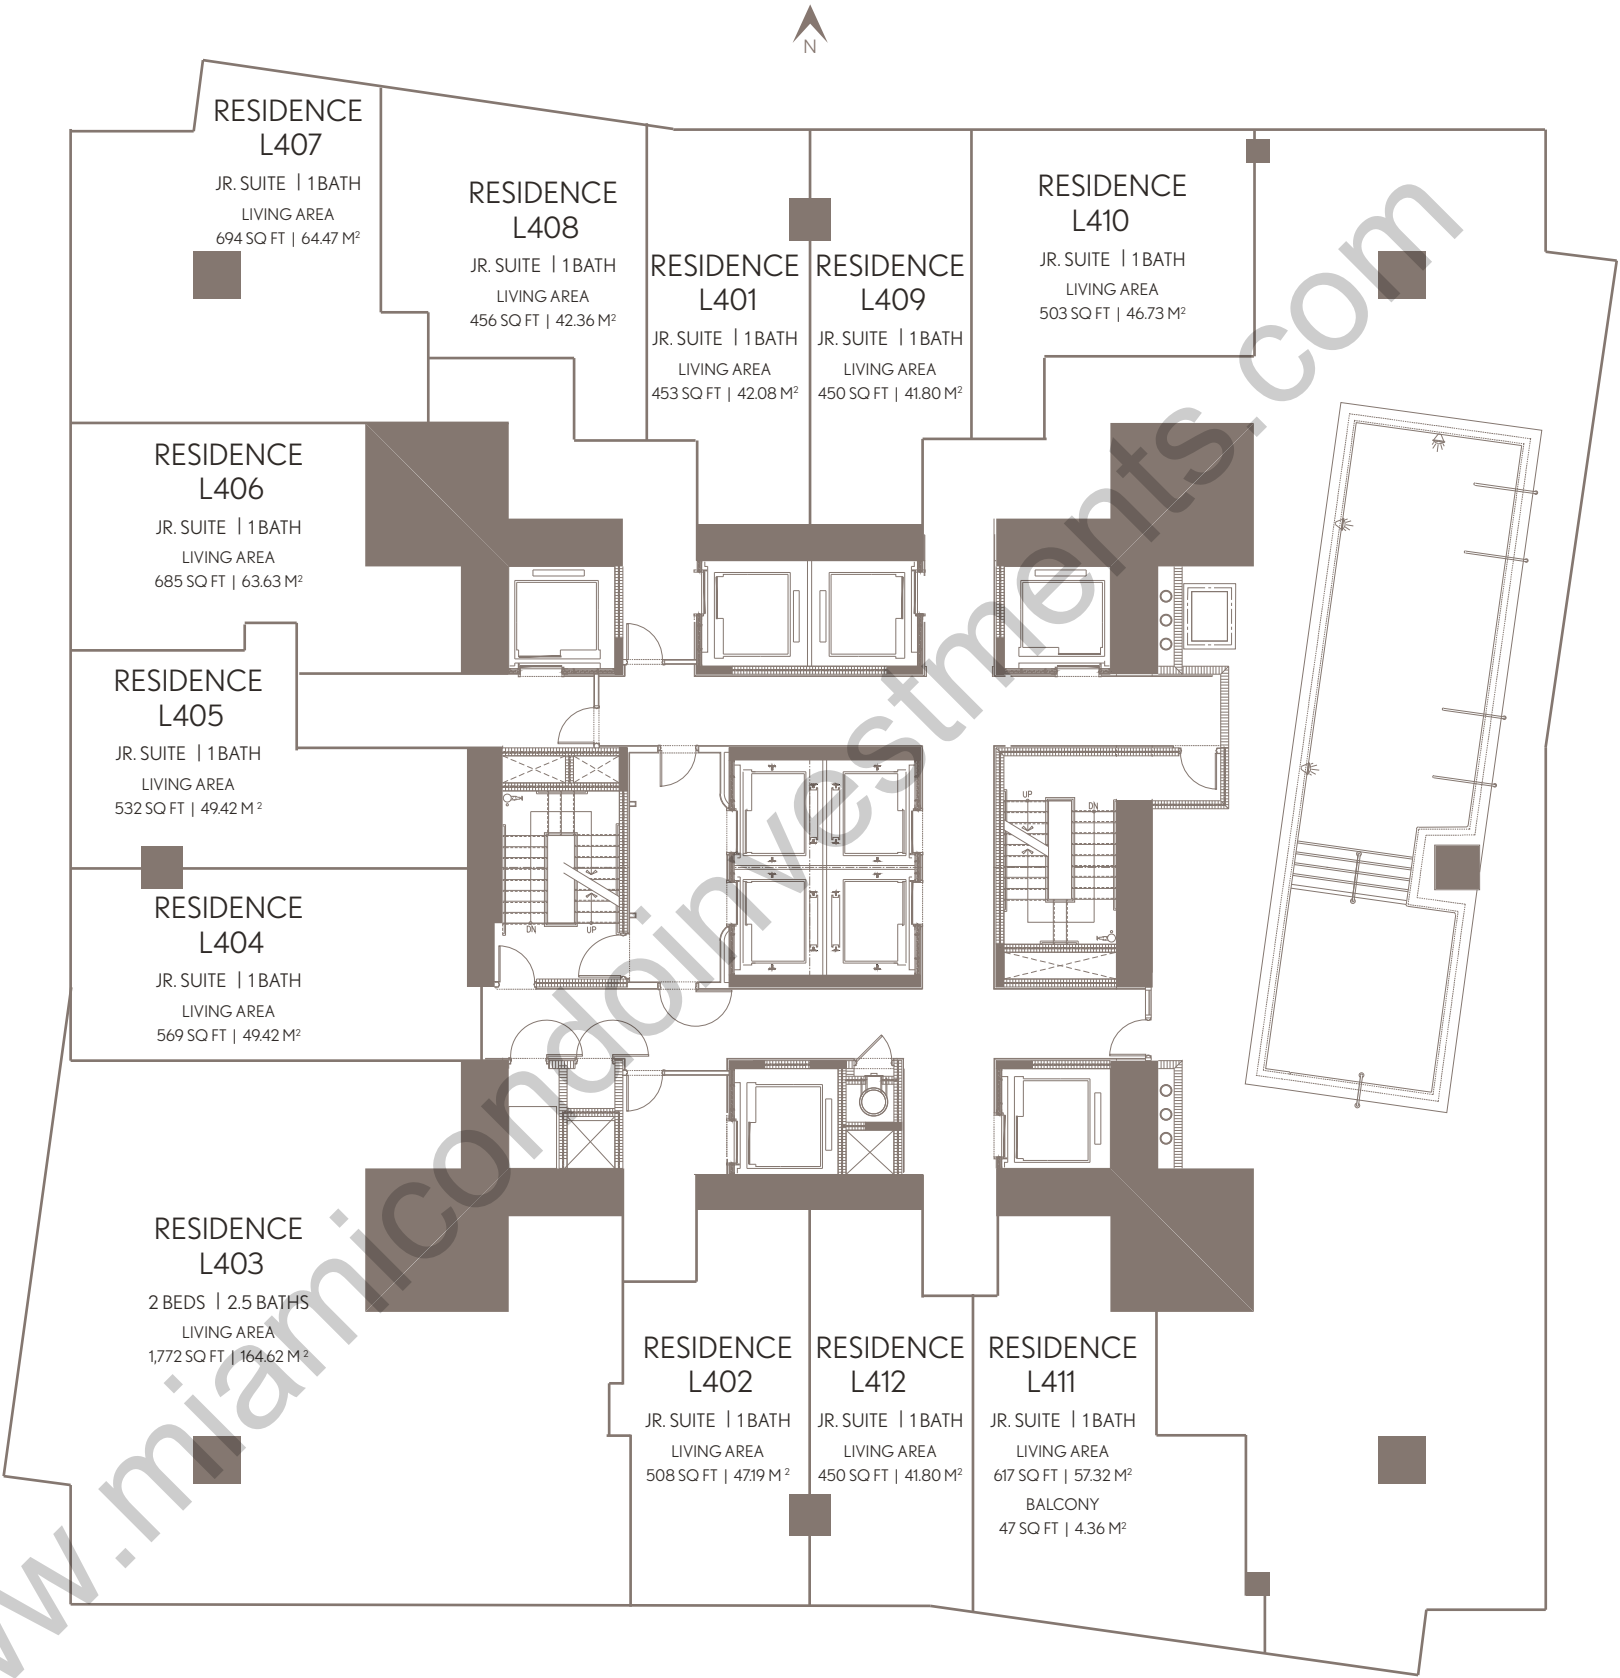 N
RESIDENCE
L407
JR. SUITE | 1 BATH
LIVING AREA
694 SQ FT | 64.47 M²
RESIDENCE
L408
JR. SUITE | 1 BATH
LIVING AREA
456 SQ FT | 42.36 M²
RESIDENCE
L401
JR. SUITE | 1 BATH
LIVING AREA
453 SQ FT | 42.08 M²
RESIDENCE
L409
JR. SUITE | 1 BATH
LIVING AREA
450 SQ FT | 41.80 M²
RESIDENCE
L410
JR. SUITE | 1 BATH
LIVING AREA
503 SQ FT | 46.73 M²
RESIDENCE
L406
JR. SUITE | 1 BATH
LIVING AREA
685 SQ FT | 63.63 M²
RESIDENCE
L405
JR. SUITE | 1 BATH
LIVING AREA
532 SQ FT | 49.42 M²
RESIDENCE
L404
JR. SUITE | 1 BATH
LIVING AREA
569 SQ FT | 49.42 M²
DN
UP
UP
DN
RESIDENCE
L403
2 BEDS | 2.5 BATHS
LIVING AREA
1,772 SQ FT | 164.62 M²
RESIDENCE
L402
JR. SUITE | 1 BATH
LIVING AREA
508 SQ FT | 47.19 M²
RESIDENCE
L412
JR. SUITE | 1 BATH
LIVING AREA
450 SQ FT | 41.80 M²
RESIDENCE
L411
JR. SUITE | 1 BATH
LIVING AREA
617 SQ FT | 57.32 M²
BALCONY
47 SQ FT | 4.36 M²
w.miamicondoinvestments.com